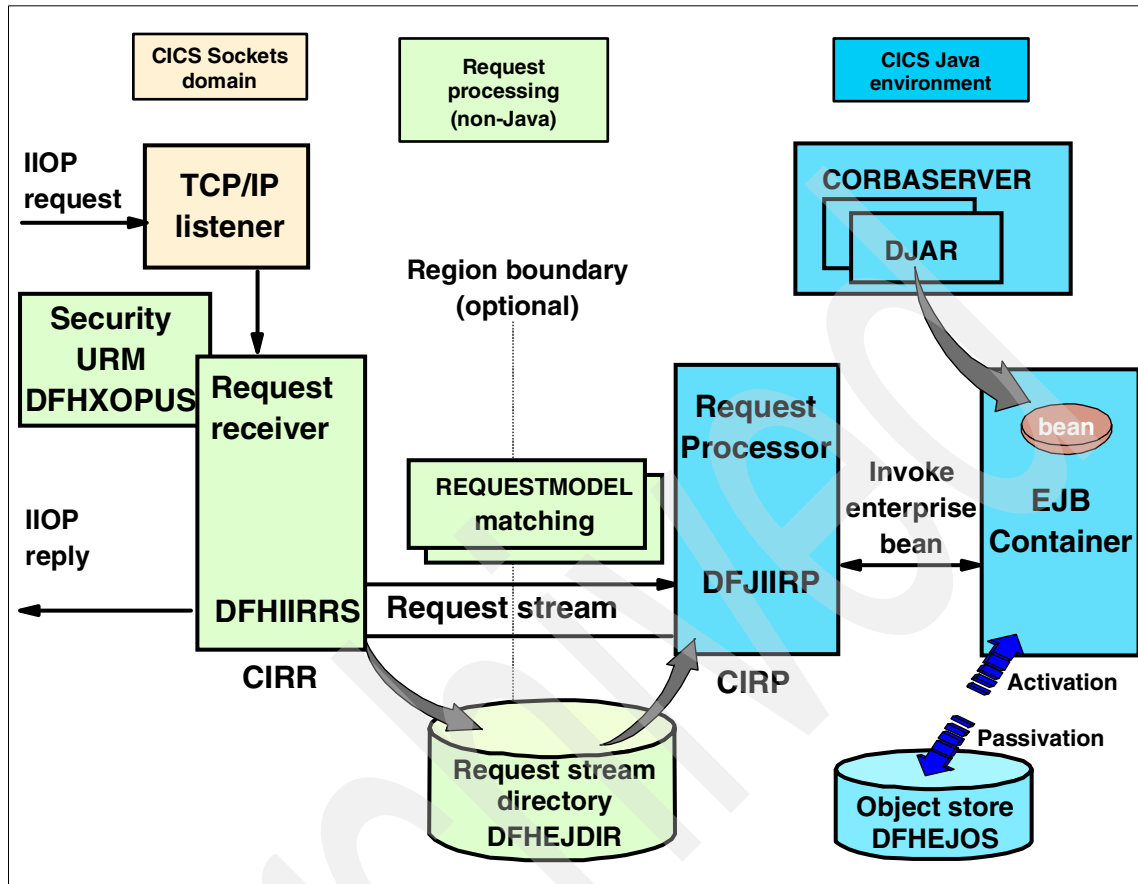 CICS Sockets
domain
Request
processing
(non-Java)
CICS Java
environment
IIOP
request
TCP/IP
listener
CORBASERVER
DJAR
Region boundary
(optional)
Security
URM
DFHXOPUS
Request
receiver
Request
Processor
bean
REQUESTMODEL
matching
Invoke
enterprise
bean
EJB
Container
IIOP
reply
DFHIIRRS
Request stream
DFJIIRP
CIRR
CIRP
Activation
Passivation
Request stream
directory
DFHEJDIR
Object store
DFHEJOS